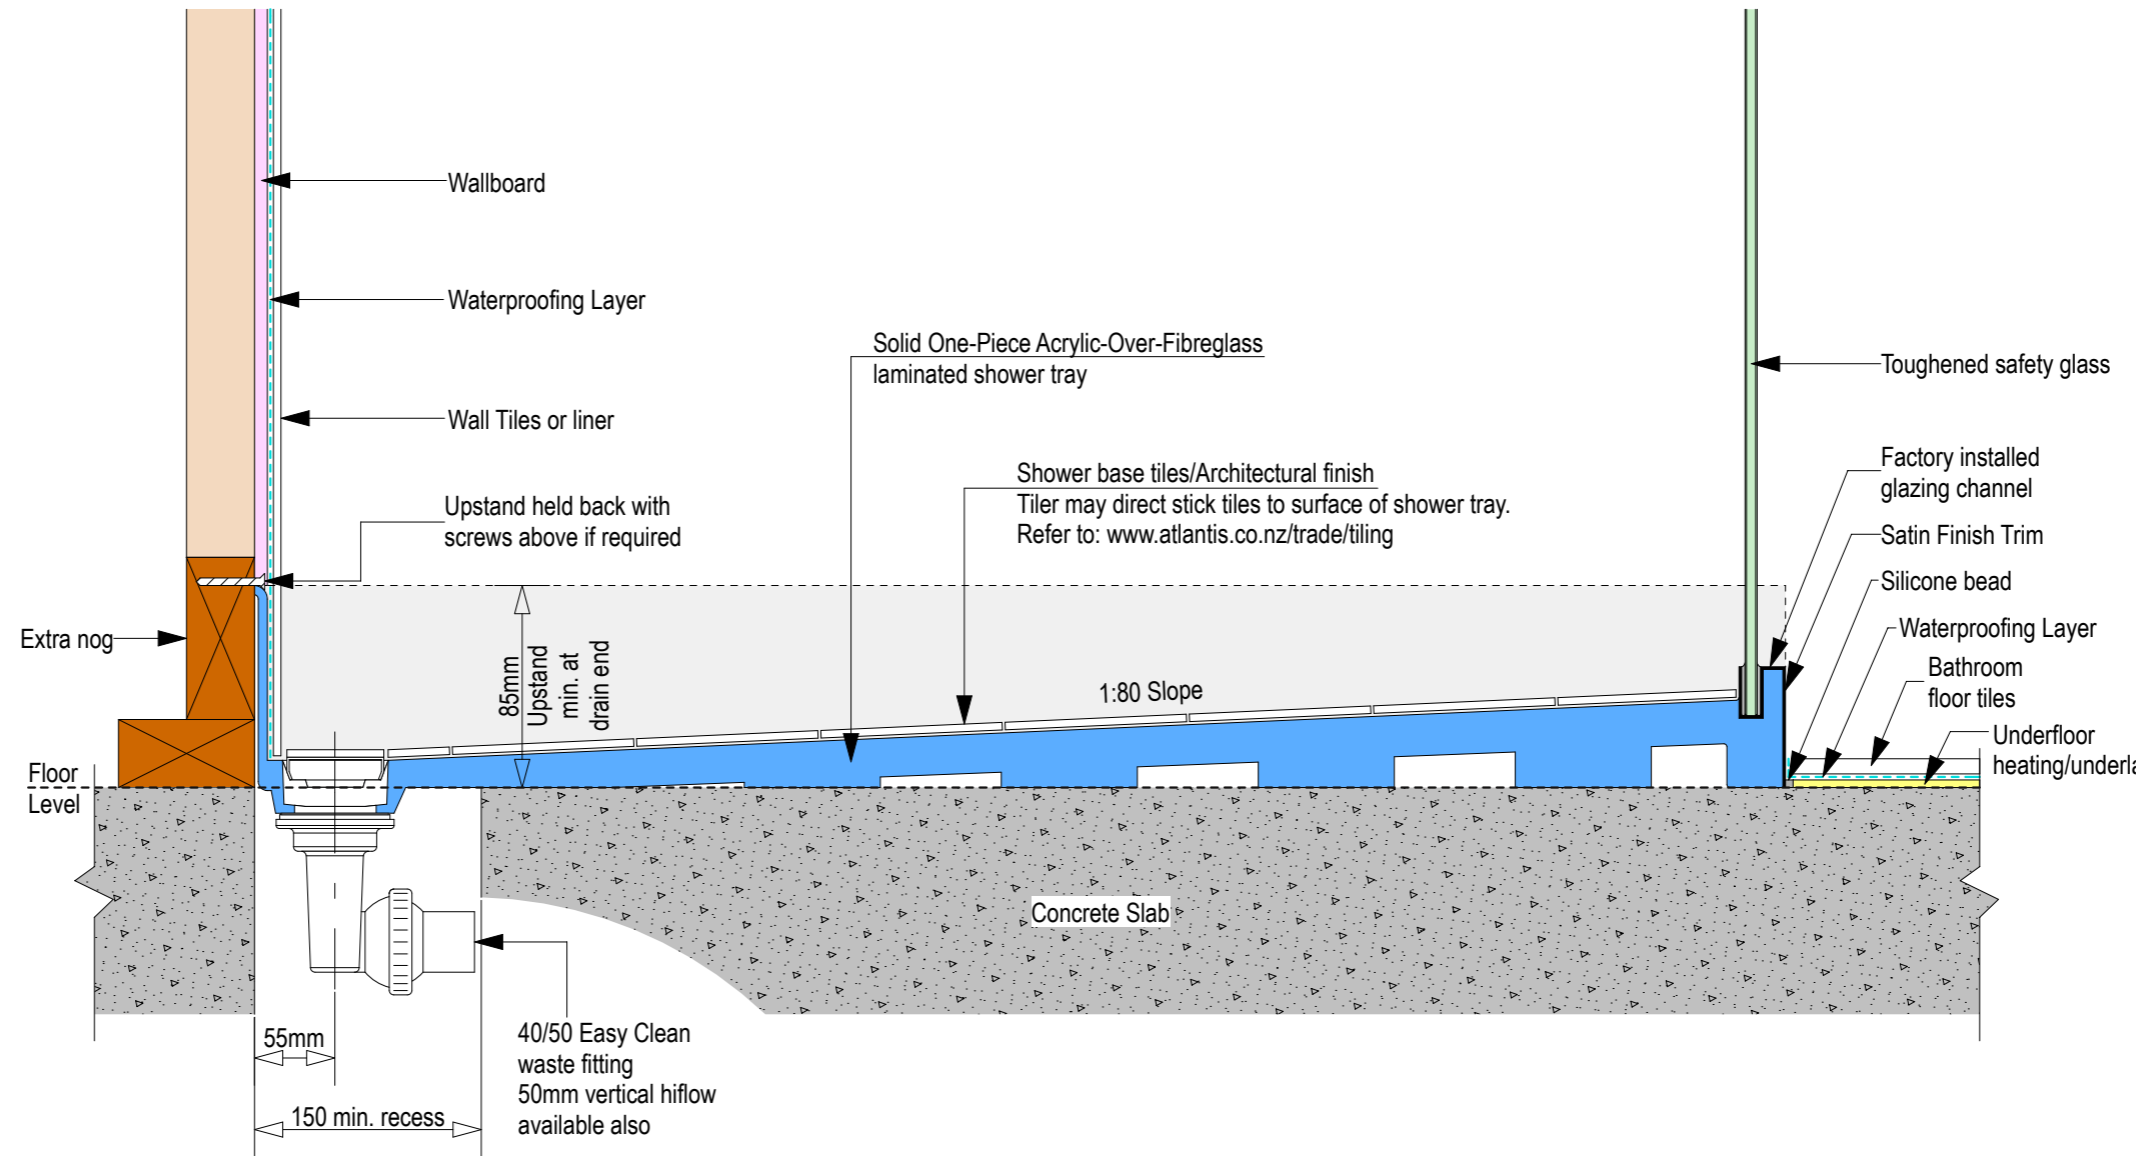 Wallboard
Waterproofing Layer
Solid One-Piece Acrylic-Over-Fibreglass
laminated shower tray
Toughened safety glass
Wall Tiles or liner
Shower base tiles/Architectural finish
Tiler may direct stick tiles to surface of shower tray.
Refer to: www.atlantis.co.nz/trade/tiling
Factory installed
glazing channel
Upstand held back with
screws above if required
Satin Finish Trim
Silicone bead
Extra nog
Waterproofing Layer
85mm
Upstand
min. at
drain end
1:80 Slope
Bathroom
floor tiles
Underfloor
heating/underla
Floor
Level
Concrete Slab
55mm
40/50 Easy Clean
waste fitting
50mm vertical hiflow
available also
150 min. recess